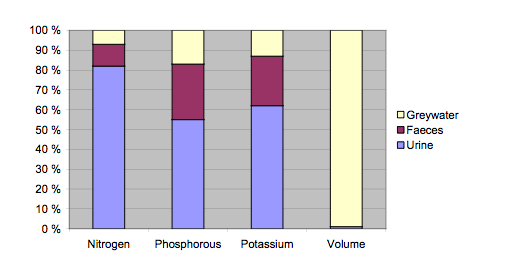 100 %
90 %
80 %
70 %
60 %
50 %
40 %
30 %
20 %
10 %
0 %
Nitrogen Phosphorous Potassium Volume
Greywater
Faeces
Urine